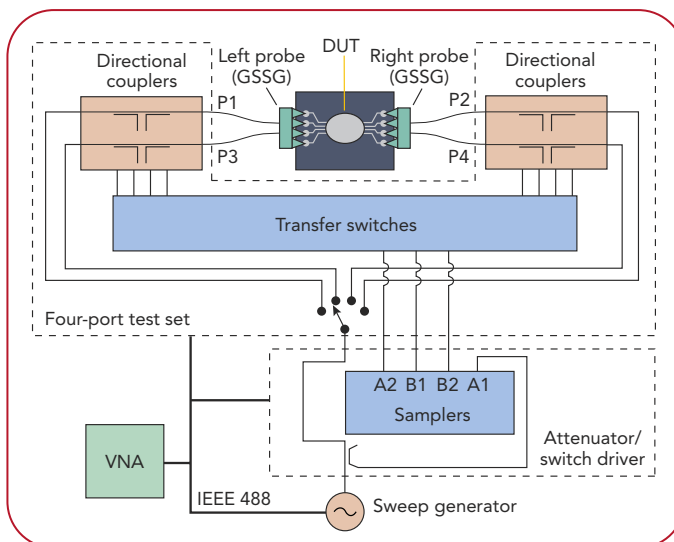 DUT
Directional
couplers
Left probe
(GSSG)
Right probe
(GSSG)
Directional
couplers
P1
P2
P3
P4
Transfer switches
Four-port test set
A2 B1 B2 A1
Samplers
Attenuator/
switch driver
VNA
IEEE 488
Sweep generator